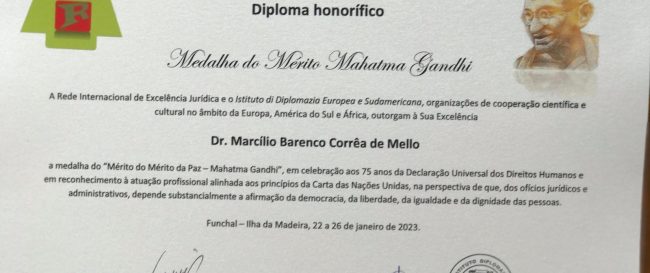 Diploma honorífico
Medalha do Mérito Mahatma Gandhi
A Rede Internacional de Excelência Jurídica e o Istituto di Diplomazia Europea e Sudamericana, organizações de cooperação científica e
cultural no âmbito da Europa, América do Sul e África, outorgam à Sua Excelência
Dr. Marcílio Barenco Corrêa de Mello
a medalha do “Mérito do Mérito da Paz – Mahatma Gandhi”, em celebração aos 75 anos da Declaração Universal dos Direitos Humanos e
em reconhecimento à atuação profissional alinhada aos princípios da Carta das Nações Unidas, na perspectiva de que, dos ofícios jurídicos e
administrativos, depende substancialmente a afirmação da democracia, da liberdade, da igualdade e da dignidade das pessoas.
Funchal – Ilha da Madeira, 22 a 26 de janeiro de 2023.